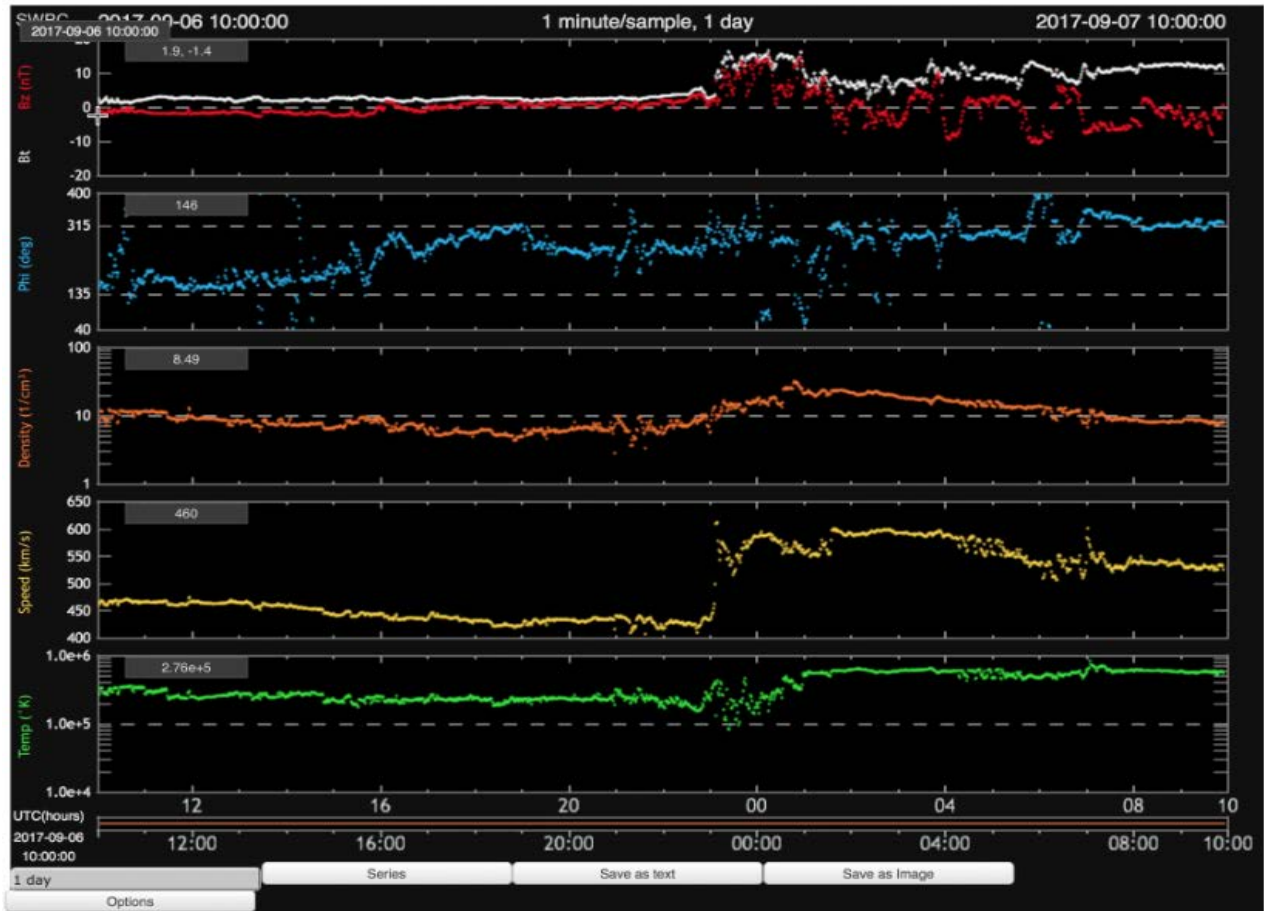 2017-09-06 10:00:00 1 minute/sample, 1 day 2017-09-07 10:00:00
2017-09-06 10:00:00
1.9, -1.4
Bt Bz (nT)
10
0
-10
-20
146
Phi (deg)
400
315
135
40
8.49
Density (1/cm³)
100
10
1
460
Speed (km/s)
650
600
550
500
450
400
2.76e+5
Temp (°K)
1.0e+6
1.0e+5
1.0e+4
12 16 20 00 04 08 10
UTC(hours)
2017-09-06
10:00:00
12:00 16:00 20:00 00:00 04:00 08:00 10:00
1 day Series Save as text Save as Image
Options